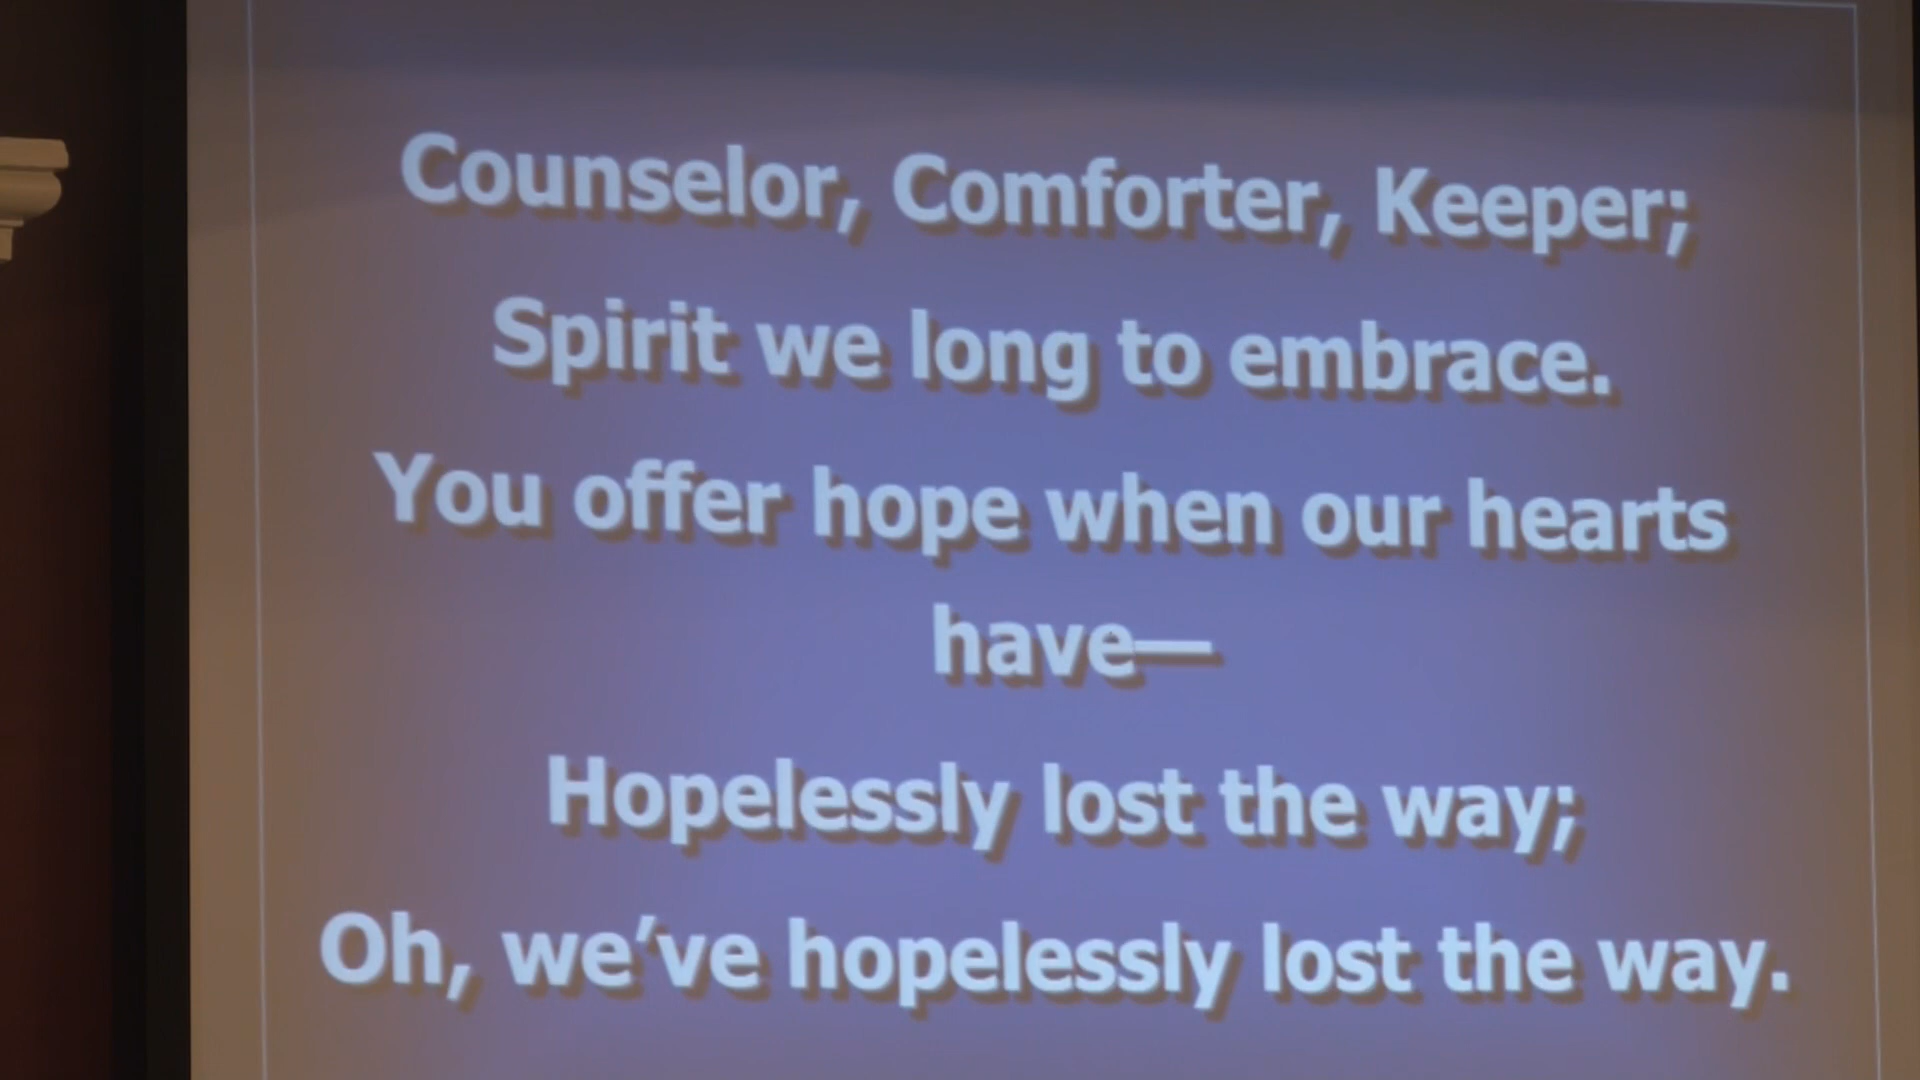 Counselor, Comforter, Keeper;
Spirit we long to embrace.
You offer hope when our hearts
have—
Hopelessly lost the way;
Oh, we’ve hopelessly lost the way.